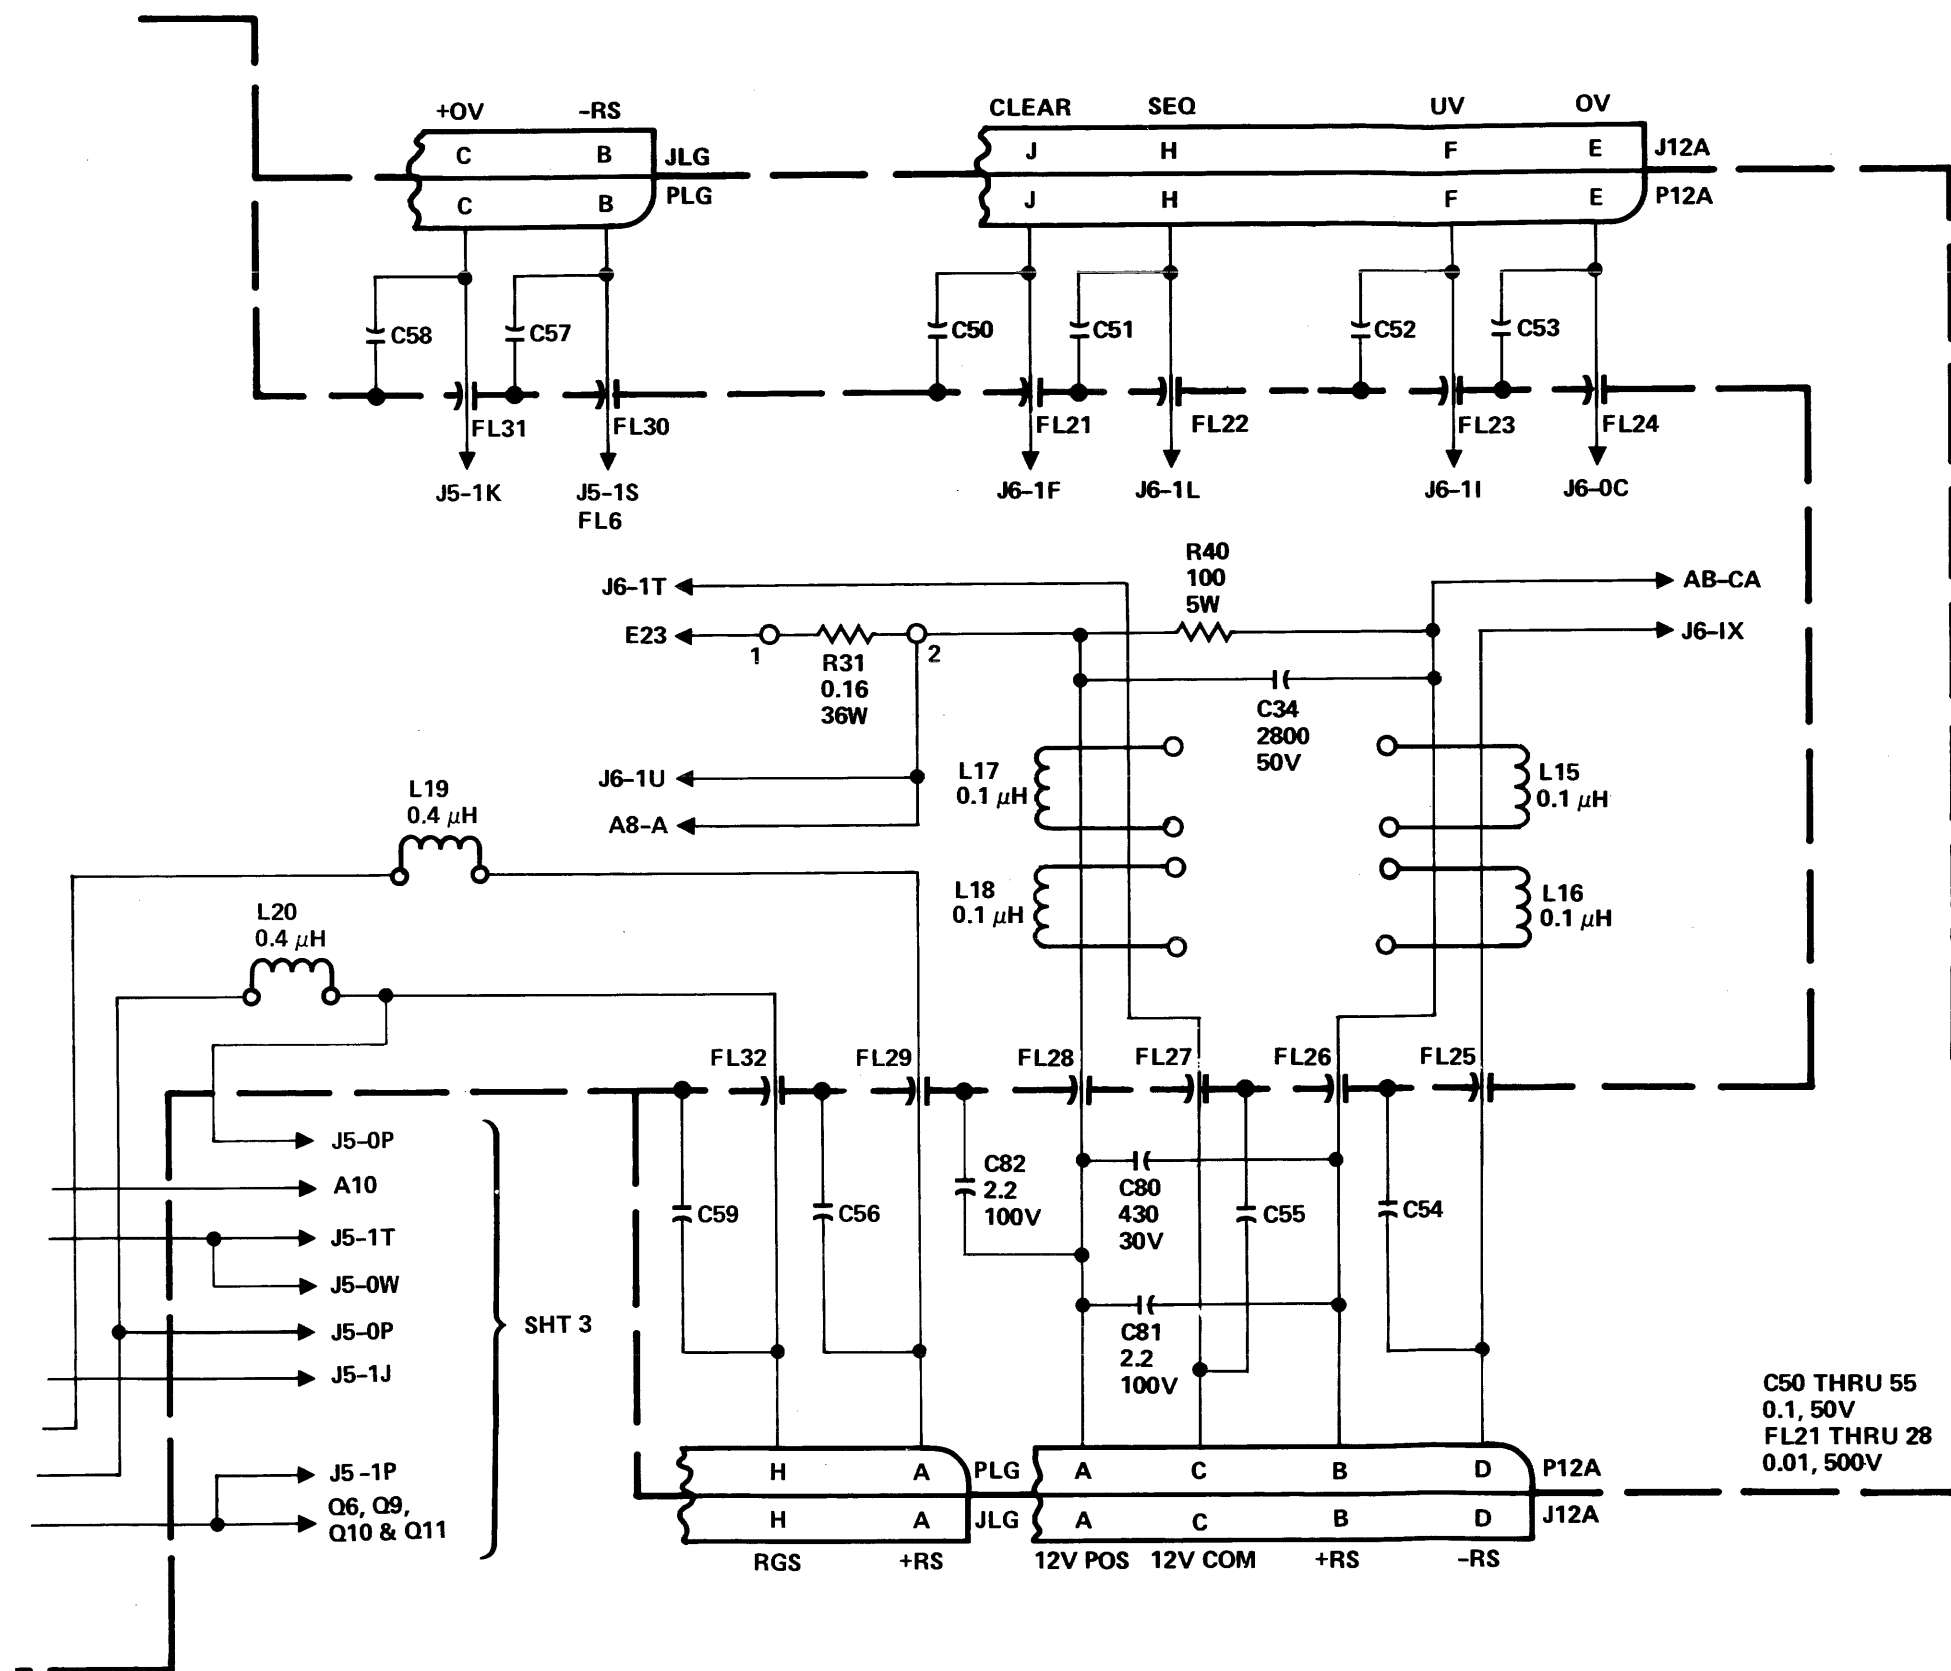 +OV -RS
C B JLG
C B PLG
CLEAR SEQ UV OV
J H F E J12A
J H F E P12A
C58 C57 C50 C51 C52 C53
FL31 FL30 FL21 FL22 FL23 FL24
J5-1K J5-1S J6-1F J6-1L J6-1I J6-0C
FL6
R40
100
5W
J6-1T
AB-CA
E23
1
2
J6-IX
R31
0.16
36W
C34
2800
50V
J6-1U
A8-A
L17
0.1 μH
L15
0.1 μH
L18
0.1 μH
L16
0.1 μH
L19
0.4 μH
L20
0.4 μH
FL32 FL29 FL28 FL27 FL26 FL25
J5-0P
A10
J5-1T
J5-0W
J5-0P
J5-1J
J5-1P
Q6, Q9,
Q10 & Q11
SHT 3
C59
C56
C82
2.2
100V
C80
430
30V
C55
C54
C81
2.2
100V
C50 THRU 55
0.1, 50V
FL21 THRU 28
0.01, 500V
H A PLG A C B D P12A
H A JLG A C B D J12A
RGS +RS 12V POS 12V COM +RS -RS